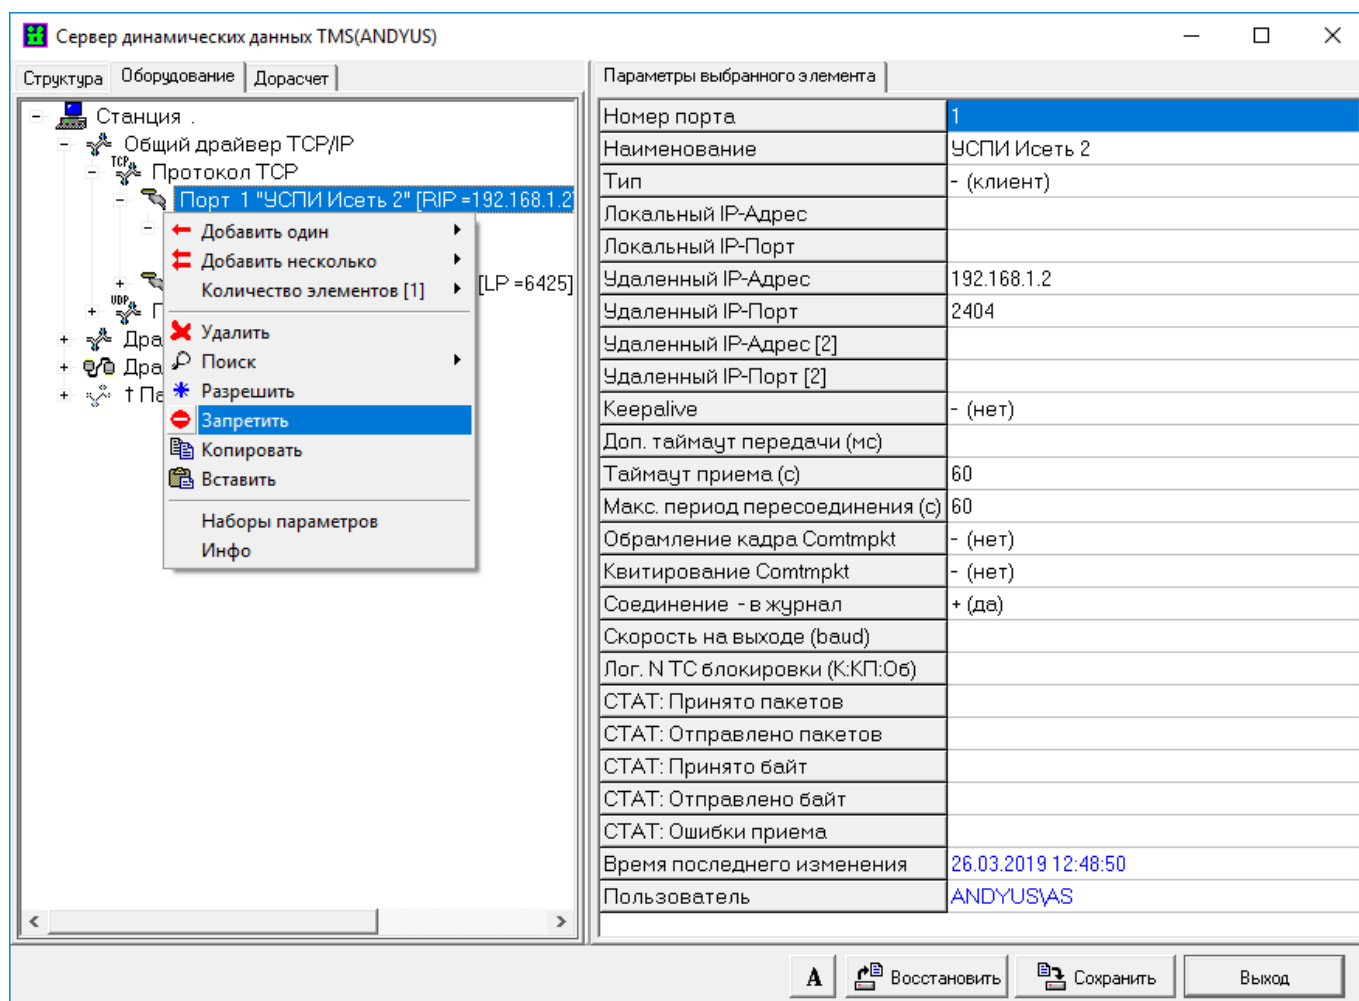 Сервер динамических данных TMS(ANDYUS)
Структура Оборудование Дорасчет
Станция .
Общий драйвер TCP/IP
TCP Протокол TCP
Порт 1 "УСПИ Исеть 2" [RIP =192.168.1.2
[LP =6425]
UDP
Дра
Дра
† Па
Добавить один
Добавить несколько
Количество элементов [1]
Удалить
Поиск
Разрешить
Запретить
Копировать
Вставить
Наборы параметров
Инфо
Параметры выбранного элемента
Номер порта 1
Наименование УСПИ Исеть 2
Тип - (клиент)
Локальный IP-Адрес
Локальный IP-Порт
Удаленный IP-Адрес 192.168.1.2
Удаленный IP-Порт 2404
Удаленный IP-Адрес [2]
Удаленный IP-Порт [2]
Keepalive - (нет)
Доп. таймаут передачи (мс)
Таймаут приема (с) 60
Макс. период пересоединения (с) 60
Обрамление кадра Comtmpkt - (нет)
Квитирование Comtmpkt - (нет)
Соединение - в журнал + (да)
Скорость на выходе (baud)
Лог. N ТС блокировки (К:КП:Об)
СТАТ: Принято пакетов
СТАТ: Отправлено пакетов
СТАТ: Принято байт
СТАТ: Отправлено байт
СТАТ: Ошибки приема
Время последнего изменения 26.03.2019 12:48:50
Пользователь ANDYUS\AS
A Восстановить Сохранить Выход